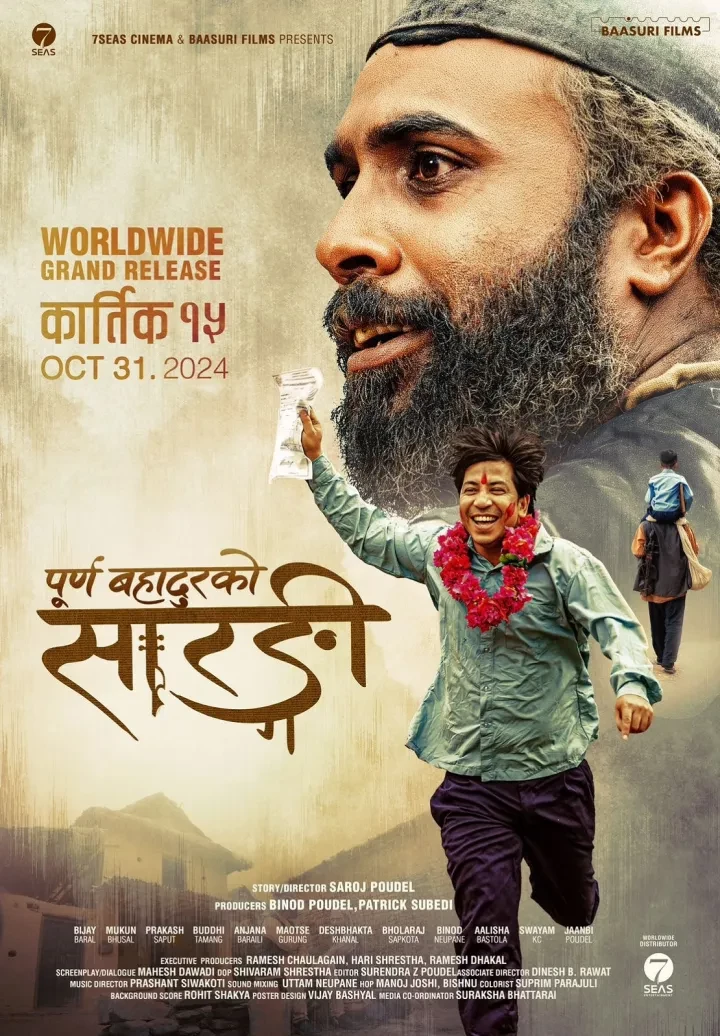 7
SEAS
7SEAS CINEMA & BAASURI FILMS PRESENTS
BAASURI FILMS
WORLDWIDE
GRAND RELEASE
कार्तिक १५
OCT 31. 2024
पूर्ण बहादुरको
सारङ्गी
STORY/DIRECTOR SAROJ POUDEL
PRODUCERS BINOD POUDEL,PATRICK SUBEDI
BIJAY BARAL MUKUN BHUSAL PRAKASH SAPUT BUDDHI TAMANG ANJANA BARAILI MAOTSE GURUNG DESHBHAKTA KHANAL BHOLARAJ SAPKOTA BINOD NEUPANE AALISHA BASTOLA SWAYAM KC JAANBI POUDEL
EXECUTIVE PRODUCERS RAMESH CHAULAGAIN, HARI SHRESTHA, RAMESH DHAKAL
SCREENPLAY/DIALOGUE MAHESH DAWADI DOP SHIVARAM SHRESTHA EDITOR SURENDRA Z POUDEL ASSOCIATE DIRECTOR DINESH B. RAWAT
MUSIC DIRECTOR PRASHANT SIWAKOTI SOUND MIXING UTTAM NEUPANE HOP MANOJ JOSHI, BISHNU COLORIST SUPRIM PARAJULI
BACKGROUND SCORE ROHIT SHAKYA POSTER DESIGN VIJAY BASHYAL MEDIA CO-ORDINATOR SURAKSHA BHATTARAI
WORLDWIDE
DISTRIBUTOR
7
SEAS
ENTERTAINMENT